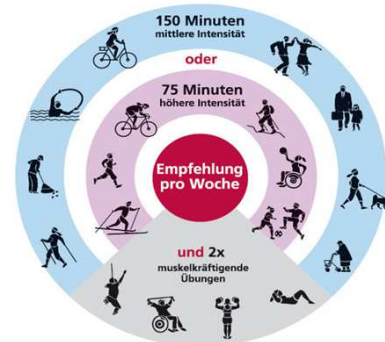 150 Minuten
mittlere Intensität
oder
75 Minuten
höhere Intensität
Empfehlung
pro Woche
und 2x
muskelkräftigende
Übungen